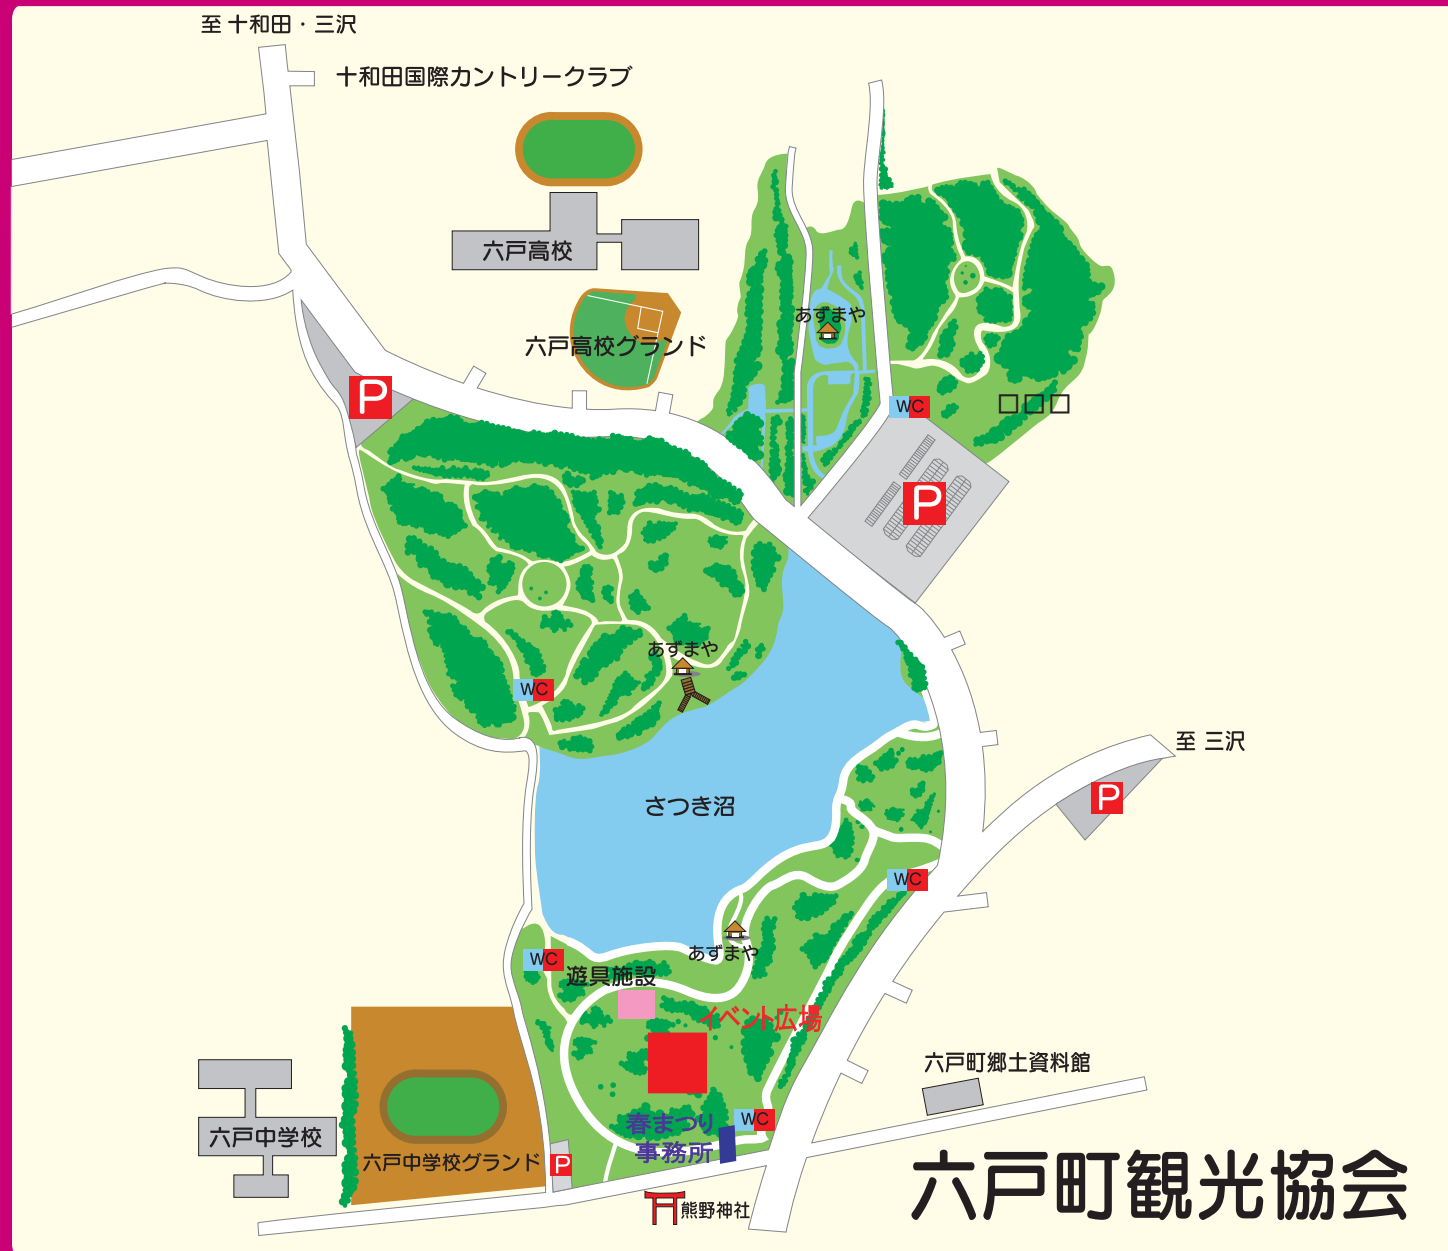 至 十和田・三沢
十和田国際カントリークラブ
六戸高校
あずまや
六戸高校グランド
P
WC
□□□
P
あずまや
WC
至 三沢
P
さつき沼
WC
あずまや
WC
遊具施設
イベント広場
六戸町郷土資料館
春まつり
事務所
WC
六戸中学校
六戸中学校グランド
P
熊野神社
六戸町観光協会